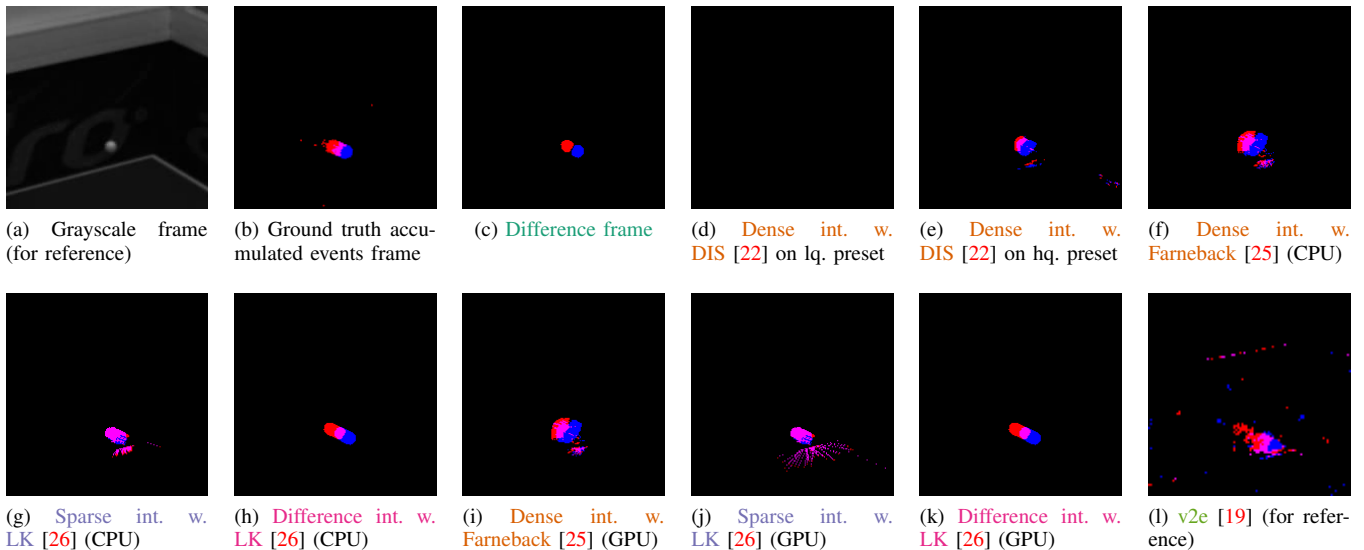 (a) Grayscale frame
(for reference)
(b) Ground truth accu-
mulated events frame
(c) Difference frame
(d) Dense int. w.
DIS [22] on lq. preset
(e) Dense int. w.
DIS [22] on hq. preset
(f) Dense int. w.
Farneback [25] (CPU)
(g) Sparse int. w.
LK [26] (CPU)
(h) Difference int. w.
LK [26] (CPU)
(i) Dense int. w.
Farneback [25] (GPU)
(j) Sparse int. w.
LK [26] (GPU)
(k) Difference int. w.
LK [26] (GPU)
(l) v2e [19] (for refer-
ence)